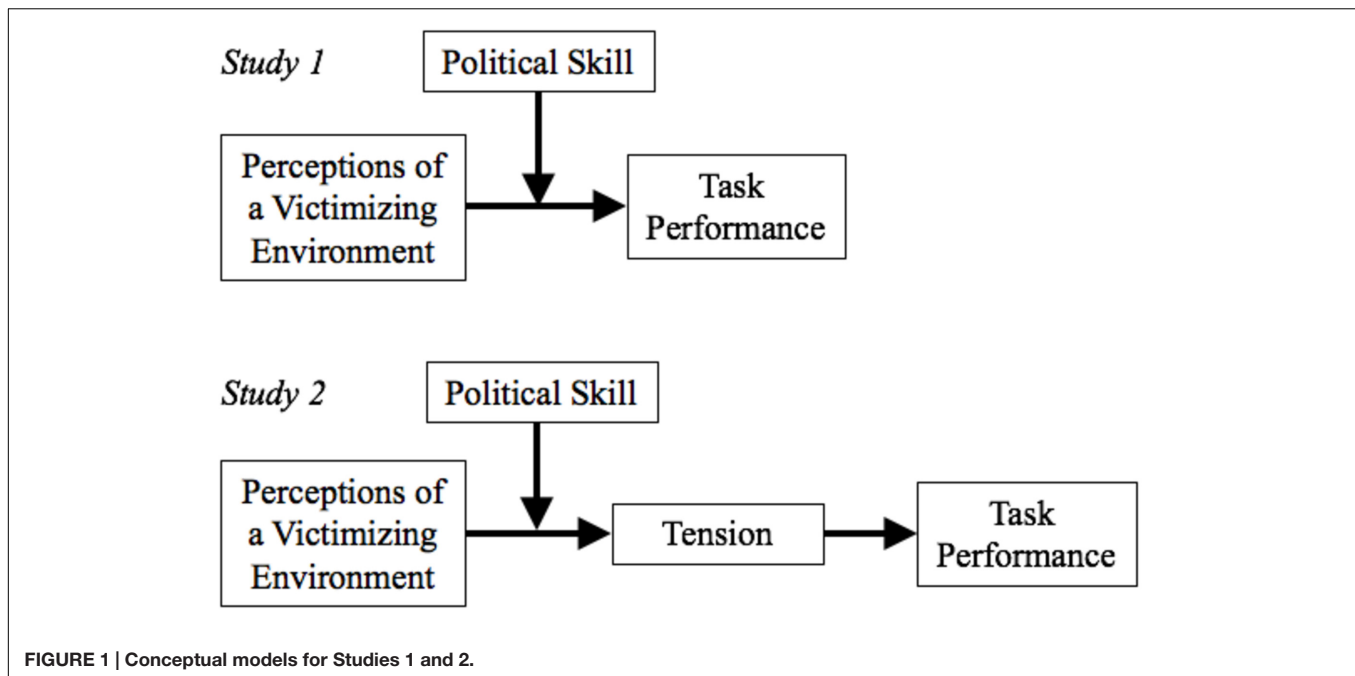 Study 1
Political Skill
Perceptions of
a Victimizing
Environment
Task
Performance
Study 2
Political Skill
Perceptions of
a Victimizing
Environment
Tension
Task
Performance
FIGURE 1 | Conceptual models for Studies 1 and 2.